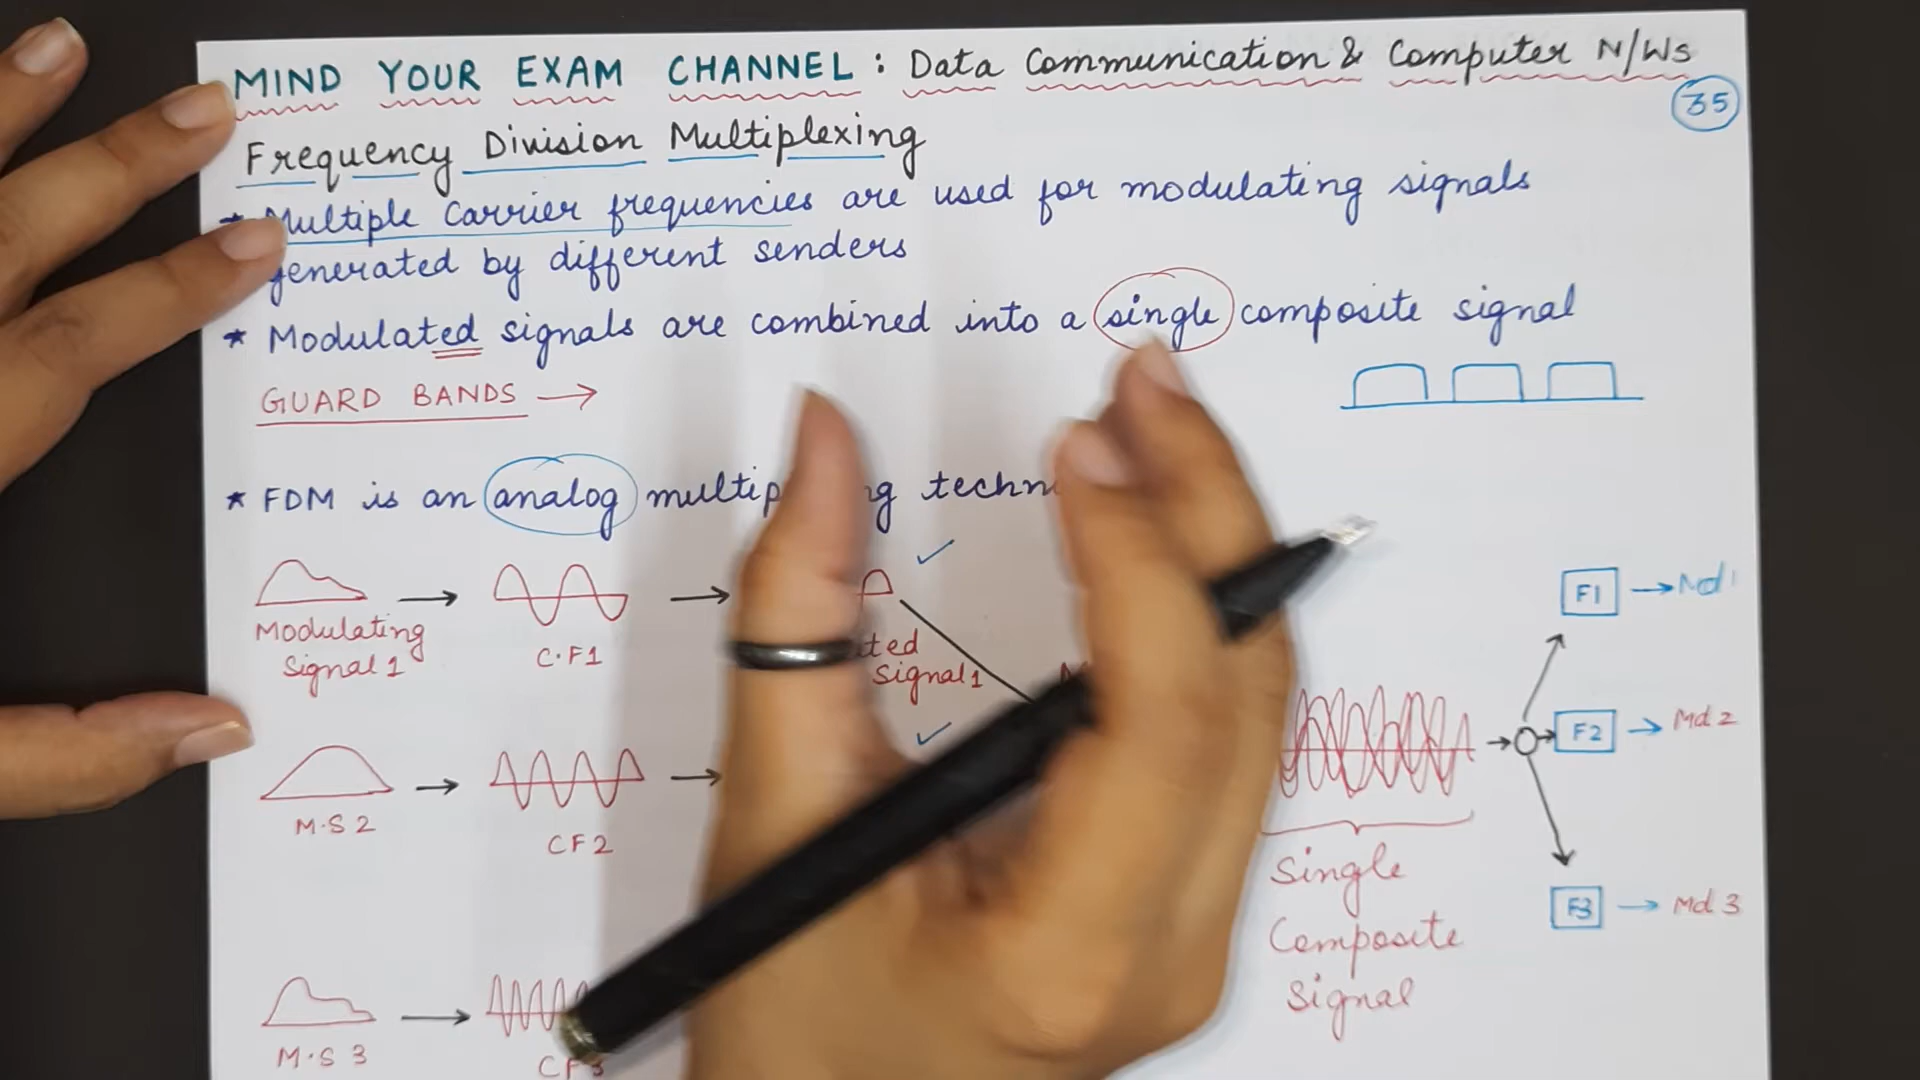 MIND YOUR EXAM CHANNEL : Data Communication & Computer N/Ws
35
Frequency Division Multiplexing
* Multiple Carrier frequencies are used for modulating signals
generated by different senders
* Modulated signals are combined into a single composite signal
GUARD BANDS →
* FDM is an analog
Modulating
Signal 1
C.F1
Signal 1
F1 → Md 1
M.S 2
CF2
F2 → Md 2
Single
Composite
Signal
F3 → Md 3
M.S 3
CF3